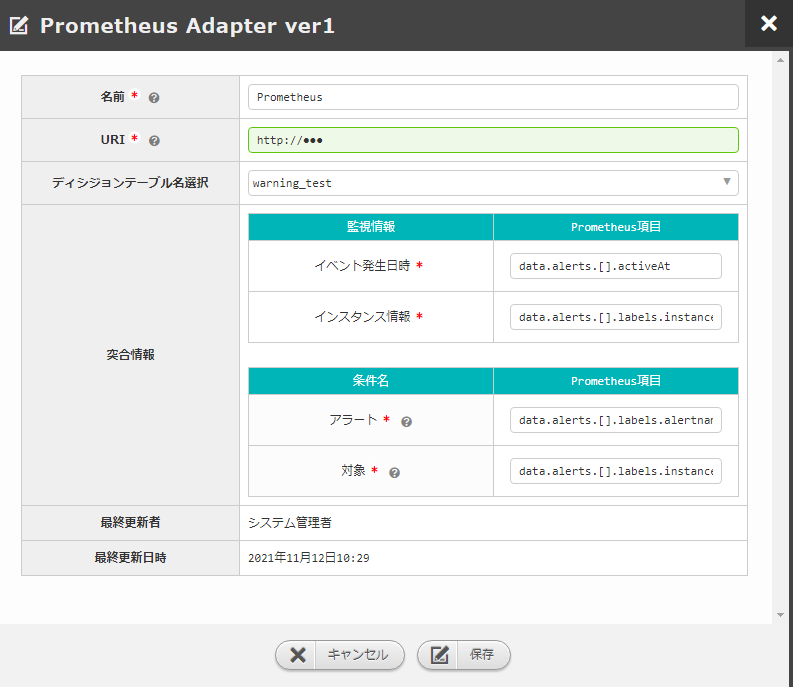 Prometheus Adapter ver1
名前 * ?
Prometheus
URI * ?
http://●●●
ディシジョンテーブル名選択
warning_test
突合情報
監視情報 Prometheus項目
イベント発生日時 * data.alerts.[].activeAt
インスタンス情報 * data.alerts.[].labels.instance
条件名 Prometheus項目
アラート * ? data.alerts.[].labels.alertnam
対象 * ? data.alerts.[].labels.instance
最終更新者
システム管理者
最終更新日時
2021年11月12日10:29
キャンセル
保存